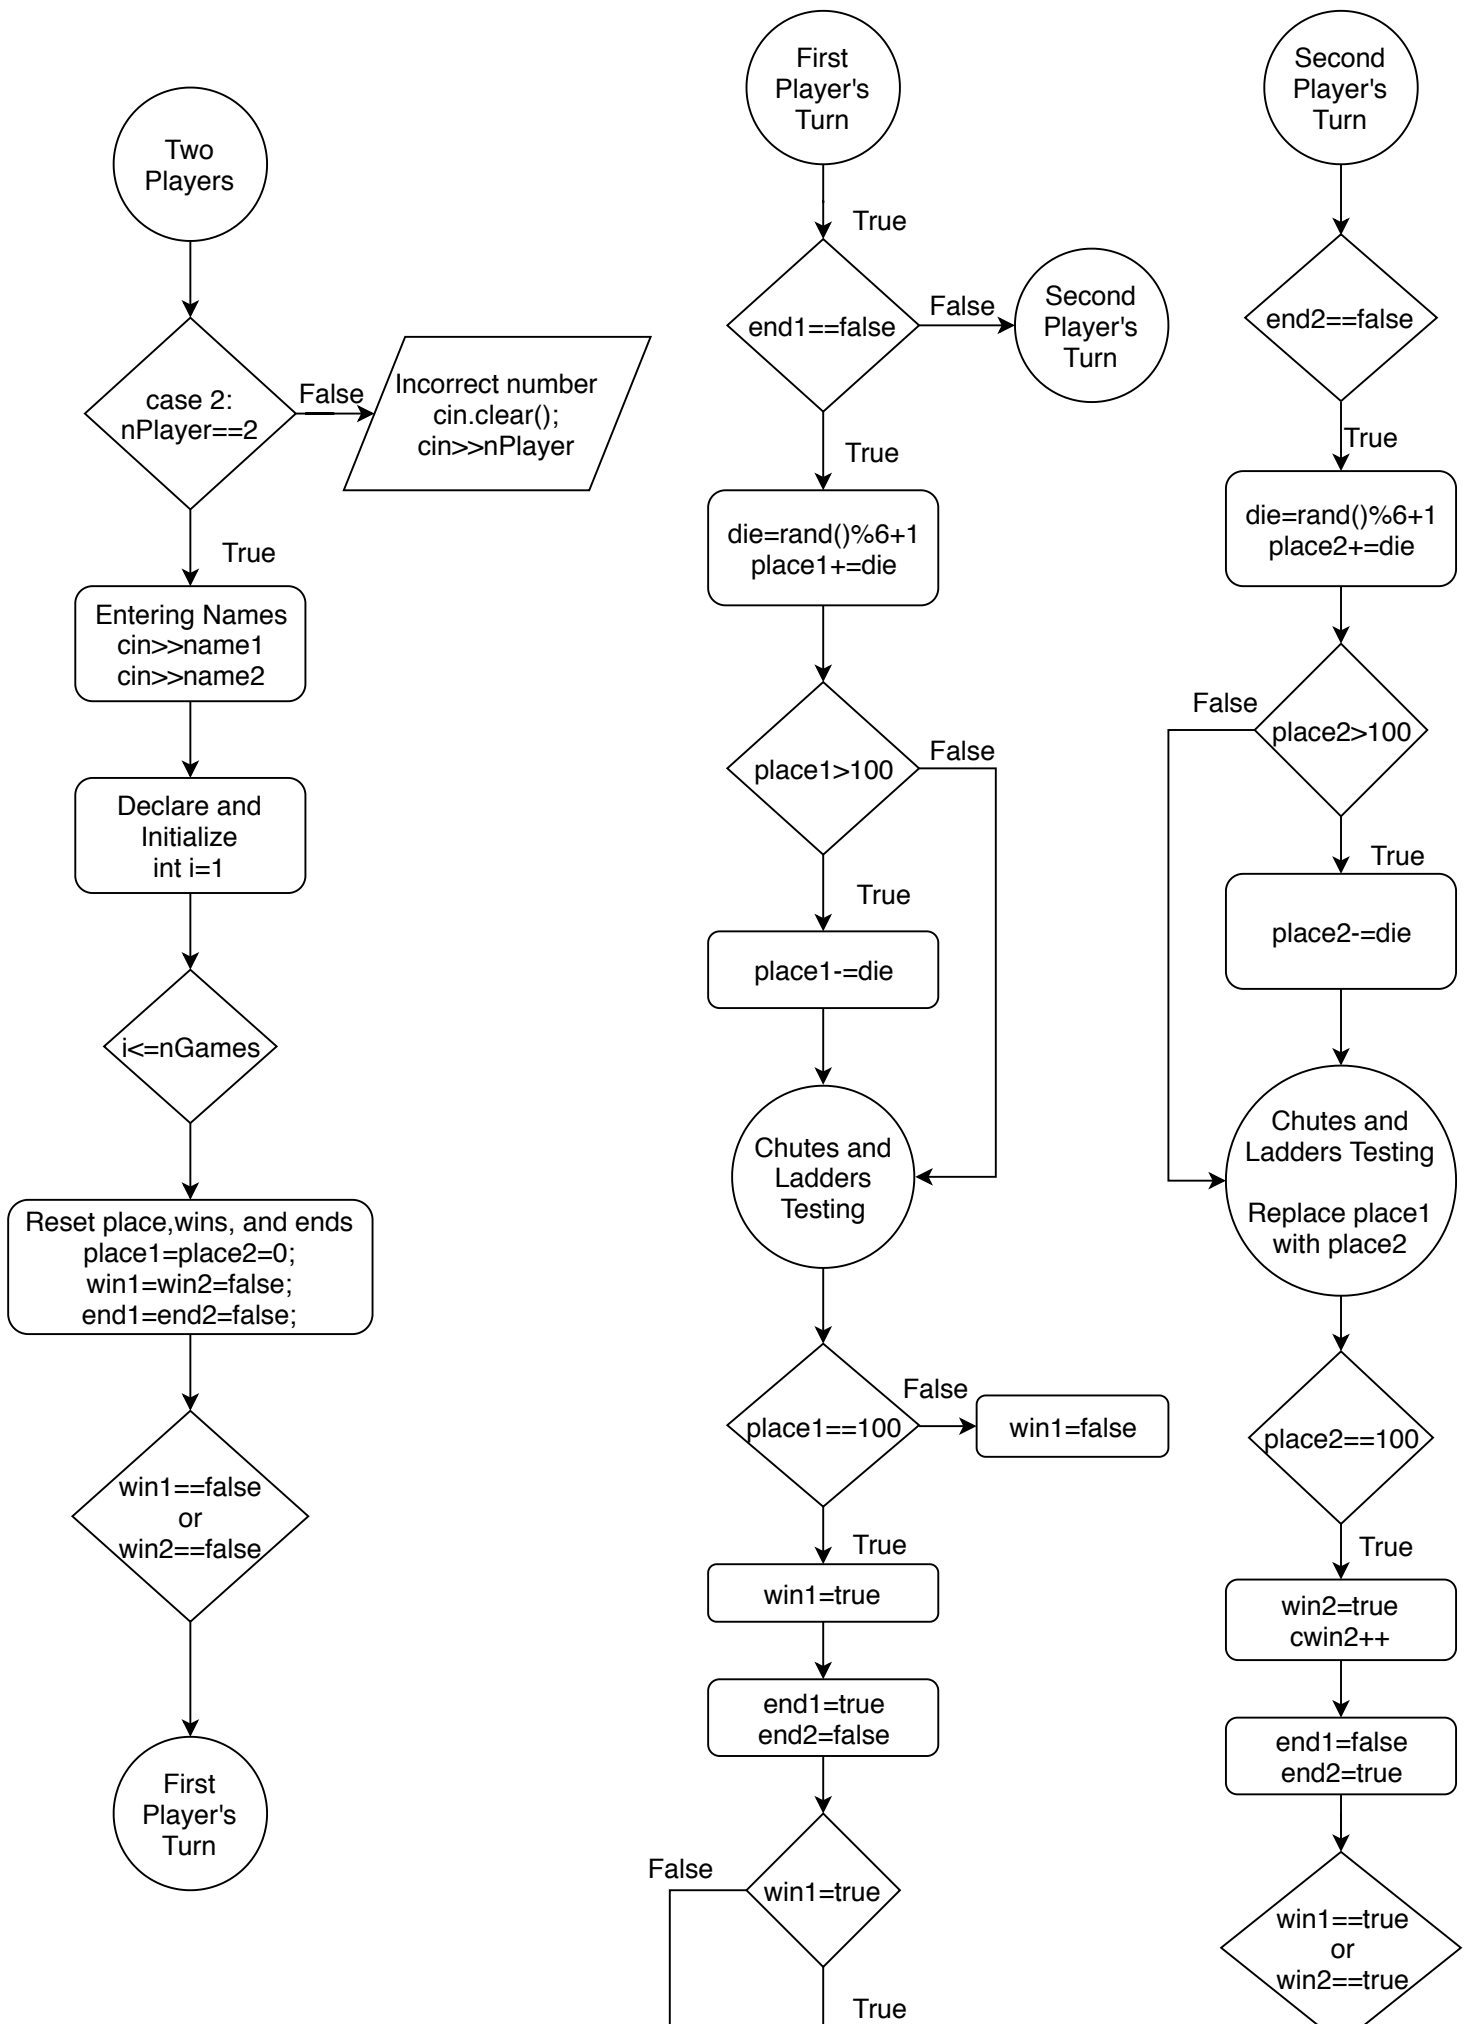 Two
Players
case 2:
nPlayer==2
False
Incorrect number
cin.clear();
cin>>nPlayer
True
Entering Names
cin>>name1
cin>>name2
Declare and
Initialize
int i=1
i<=nGames
Reset place,wins, and ends
place1=place2=0;
win1=win2=false;
end1=end2=false;
win1==false
or
win2==false
First
Player's
Turn
First
Player's
Turn
True
end1==false
False
Second
Player's
Turn
True
die=rand()%6+1
place1+=die
place1>100
False
True
place1-=die
Chutes and
Ladders
Testing
place1==100
False
win1=false
True
win1=true
end1=true
end2=false
False
win1=true
True
Second
Player's
Turn
end2==false
True
die=rand()%6+1
place2+=die
False
place2>100
True
place2-=die
Chutes and
Ladders Testing
Replace place1
with place2
place2==100
True
win2=true
cwin2++
end1=false
end2=true
win1==true
or
win2==true